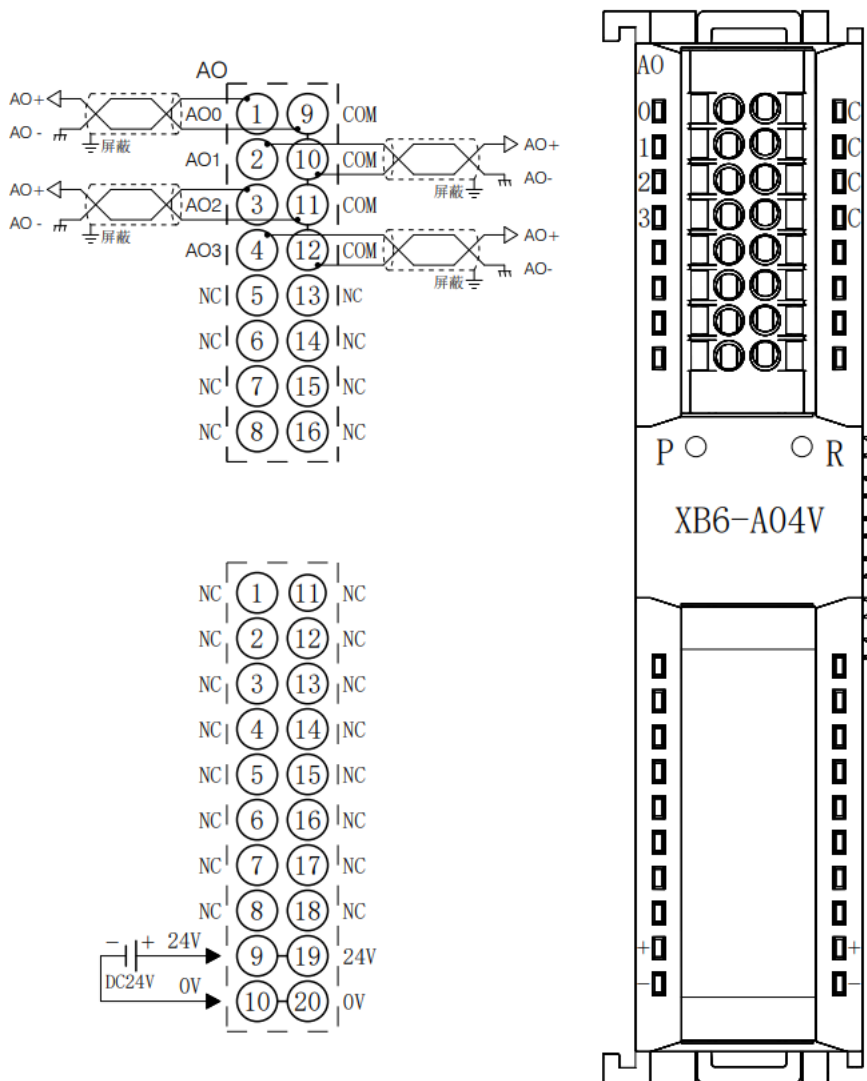 AO
AO+ AO0 1 9 COM
AO -
屏蔽
AO1 2 10 COM AO+
AO-
屏蔽
AO+ AO2 3 11 COM
AO -
屏蔽
AO3 4 12 COM AO+
AO-
屏蔽
NC 5 13 NC
NC 6 14 NC
NC 7 15 NC
NC 8 16 NC
NC 1 11 NC
NC 2 12 NC
NC 3 13 NC
NC 4 14 NC
NC 5 15 NC
NC 6 16 NC
NC 7 17 NC
NC 8 18 NC
- + 24V 9 19 24V
DC24V
0V 10 20 0V
AO
0 C
1 C
2 C
3 C
P R
XB6-A04V
+ +
- -